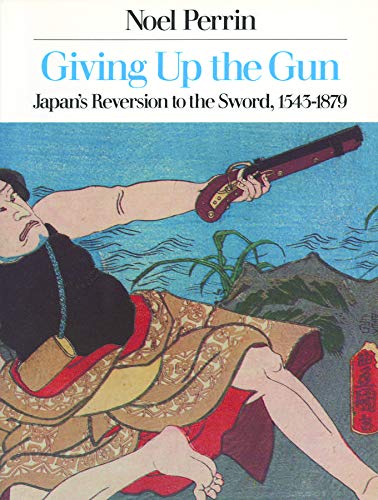 Noel Perrin
Giving Up the Gun
Japan's Reversion to the Sword, 1543-1879